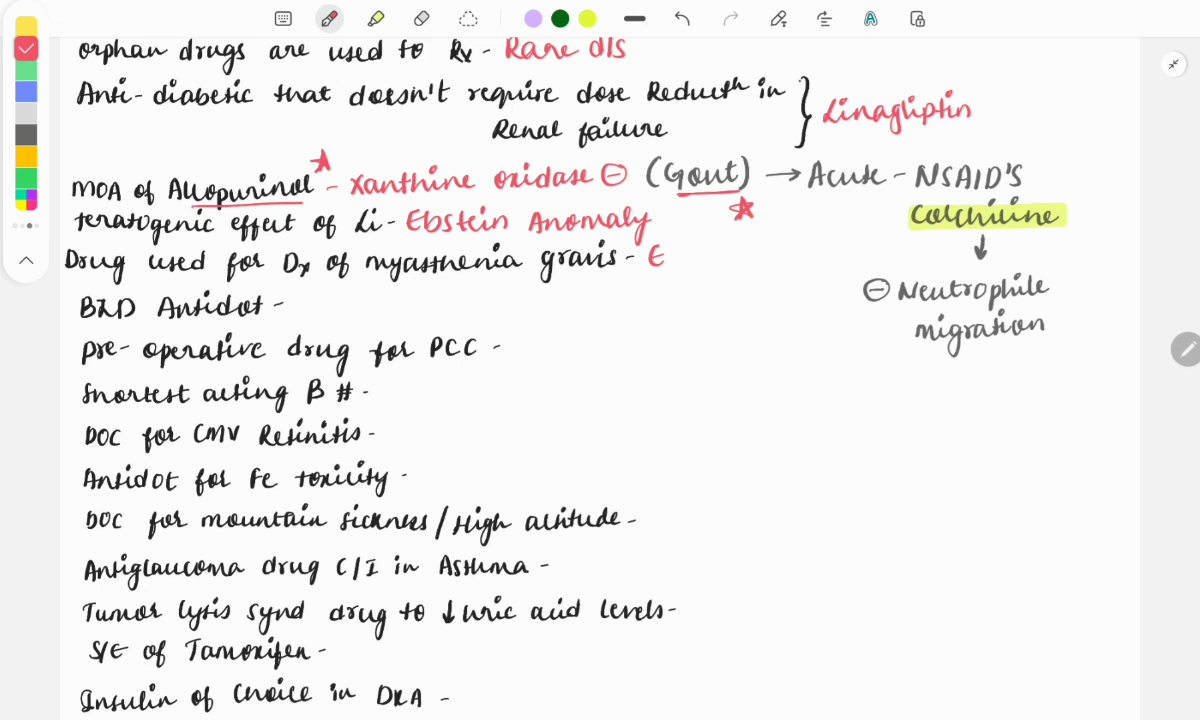 orphan drugs are used to Rx - Rare dis
Anti-diabetic that doesn't require dose Reductn in
Renal failure } Linagliptin
MOA of Allopurinol - Xanthine oxidase ⊖ (Gout) → Acute - NSAID's
Colchicine
↓
⊖ Neutrophile
migration
teratogenic effect of Li - Ebstein Anomaly
Drug used for Dx of myasthenia gravis - E
BZD Antidot -
pre-operative drug for PCC -
Shortest acting B # -
DOC for CMV Retinitis -
Antidot for Fe toxicity -
DOC for mountain sickness/High altitude -
Antiglaucoma drug C/I in Asthma -
Tumor lysis synd drug to ↓ uric acid levels -
S/E of Tamoxifen -
Insulin of choice in DKA -